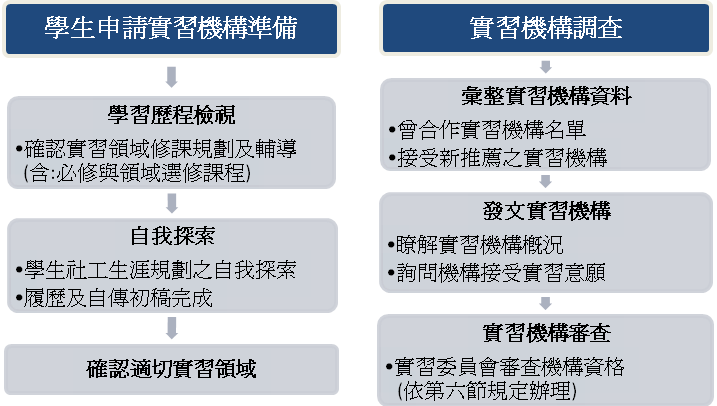 學生申請實習機構準備
學習歷程檢視
•確認實習領域修課規劃及輔導
(含:必修與領域選修課程)
自我探索
•學生社工生涯規劃之自我探索
•履歷及自傳初稿完成
確認適切實習領域
實習機構調查
彙整實習機構資料
•曾合作實習機構名單
•接受新推薦之實習機構
發文實習機構
•瞭解實習機構概況
•詢問機構接受實習意願
實習機構審查
•實習委員會審查機構資格
(依第六節規定辦理)